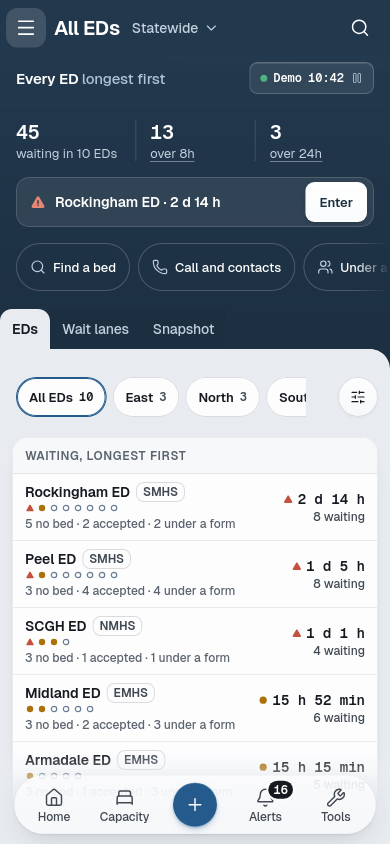 All EDs Statewide
Every ED longest first
Demo 10:42
45 13 3
waiting in 10 EDs over 8h over 24h
Rockingham ED · 2 d 14 h Enter
Find a bed Call and contacts Under a
EDs Wait lanes Snapshot
All EDs 10 East 3 North 3 Sout
WAITING, LONGEST FIRST
Rockingham ED SMHS 2 d 14 h
5 no bed · 2 accepted · 2 under a form 8 waiting
Peel ED SMHS 1 d 5 h
3 no bed · 4 accepted · 4 under a form 8 waiting
SCGH ED NMHS 1 d 1 h
3 no bed · 1 accepted · 1 under a form 4 waiting
Midland ED EMHS 15 h 52 min
3 no bed · 2 accepted · 3 under a form 6 waiting
Armadale ED EMHS 15 h 15 min
5 waiting
16
Home Capacity Alerts Tools